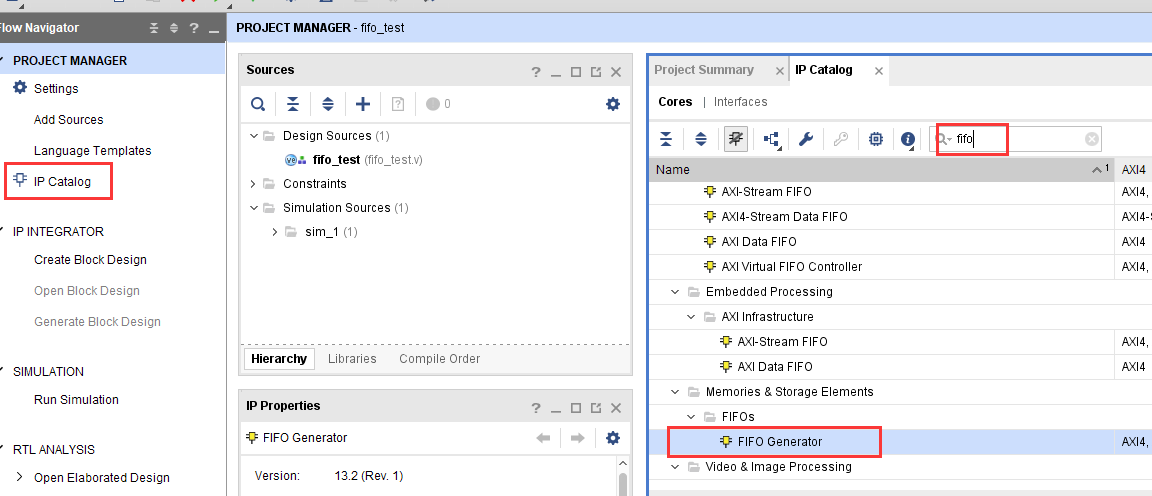 Flow Navigator
PROJECT MANAGER
Settings
Add Sources
Language Templates
IP Catalog
IP INTEGRATOR
Create Block Design
Open Block Design
Generate Block Design
SIMULATION
Run Simulation
RTL ANALYSIS
Open Elaborated Design
PROJECT MANAGER - fifo_test
Sources
0
Design Sources (1)
fifo_test (fifo_test.v)
Constraints
Simulation Sources (1)
sim_1 (1)
Hierarchy Libraries Compile Order
IP Properties
FIFO Generator
Version: 13.2 (Rev. 1)
Project Summary IP Catalog
Cores | Interfaces
fifo
Name 1 AXI4
AXI-Stream FIFO AXI4,
AXI4-Stream Data FIFO AXI4-S
AXI Data FIFO AXI4
AXI Virtual FIFO Controller AXI4,
Embedded Processing
AXI Infrastructure
AXI-Stream FIFO AXI4,
AXI Data FIFO AXI4
Memories & Storage Elements
FIFOs
FIFO Generator AXI4,
Video & Image Processing